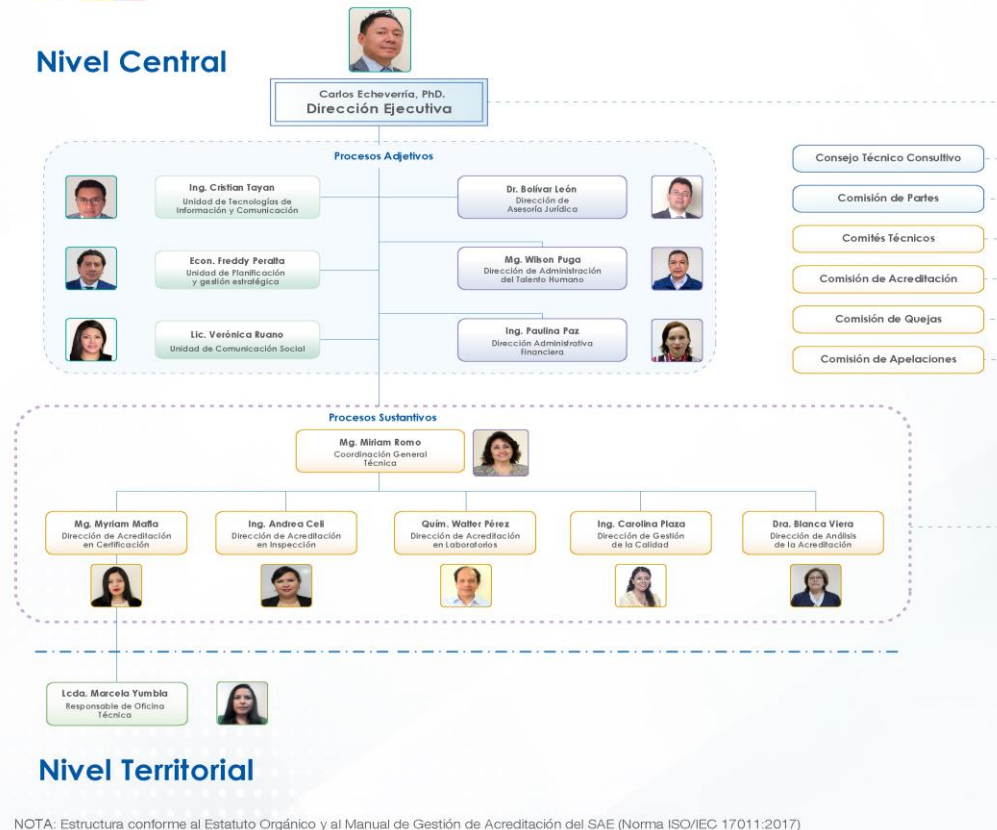 Nivel Central
Carlos Echeverría, PhD.
Dirección Ejecutiva
Procesos Adjetivos
Ing. Cristian Tayan
Unidad de Tecnologías de
Información y Comunicación
Dr. Bolívar León
Dirección de
Asesoría Jurídica
Econ. Freddy Peralta
Unidad de Planificación
y gestión estratégica
Mg. Wilson Puga
Dirección de Administración
del Talento Humano
Lic. Verónica Ruano
Unidad de Comunicación Social
Ing. Paulina Paz
Dirección Administrativa
Financiera
Consejo Técnico Consultivo
Comisión de Partes
Comités Técnicos
Comisión de Acreditación
Comisión de Quejas
Comisión de Apelaciones
Procesos Sustantivos
Mg. Miriam Romo
Coordinación General
Técnica
Mg. Myriam Mafla
Dirección de Acreditación
en Certificación
Ing. Andrea Celi
Dirección de Acreditación
en Inspección
Quím. Walter Pérez
Dirección de Acreditación
en Laboratorios
Ing. Carolina Plaza
Dirección de Gestión
de la Calidad
Dra. Blanca Viera
Dirección de Análisis
de la Acreditación
Lcda. Marcela Yumbla
Responsable de Oficina
Técnica
Nivel Territorial
NOTA: Estructura conforme al Estatuto Orgánico y al Manual de Gestión de Acreditación del SAE (Norma ISO/IEC 17011:2017)